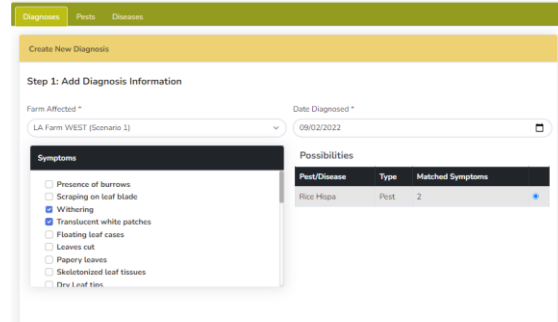 Diagnoses Pests Diseases
Create New Diagnosis
Step 1: Add Diagnosis Information
Farm Affected * Date Diagnosed *
LA Farm WEST (Scenario 1) 09/02/2022
Symptoms
Possibilities
Pest/Disease Type Matched Symptoms
Rice Hispa Pest 2
Presence of burrows
Scraping on leaf blade
Withering
Translucent white patches
Floating leaf cases
Leaves cut
Papery leaves
Skeletonized leaf tissues
Dry Leaf tips